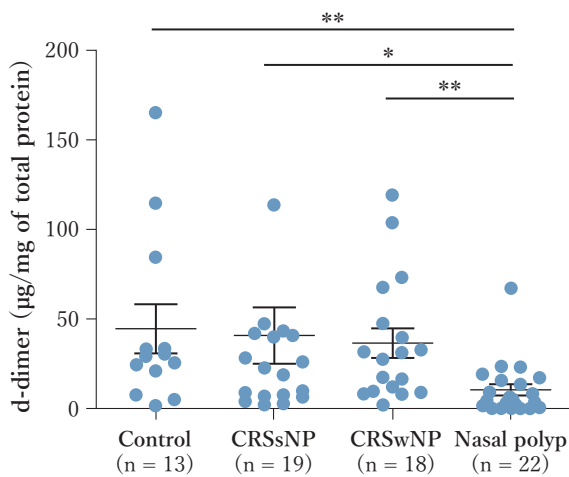 **
*
**
200
150
100
50
0
d-dimer (µg/mg of total protein)
Control CRSsNP CRSwNP Nasal polyp
(n = 13) (n = 19) (n = 18) (n = 22)